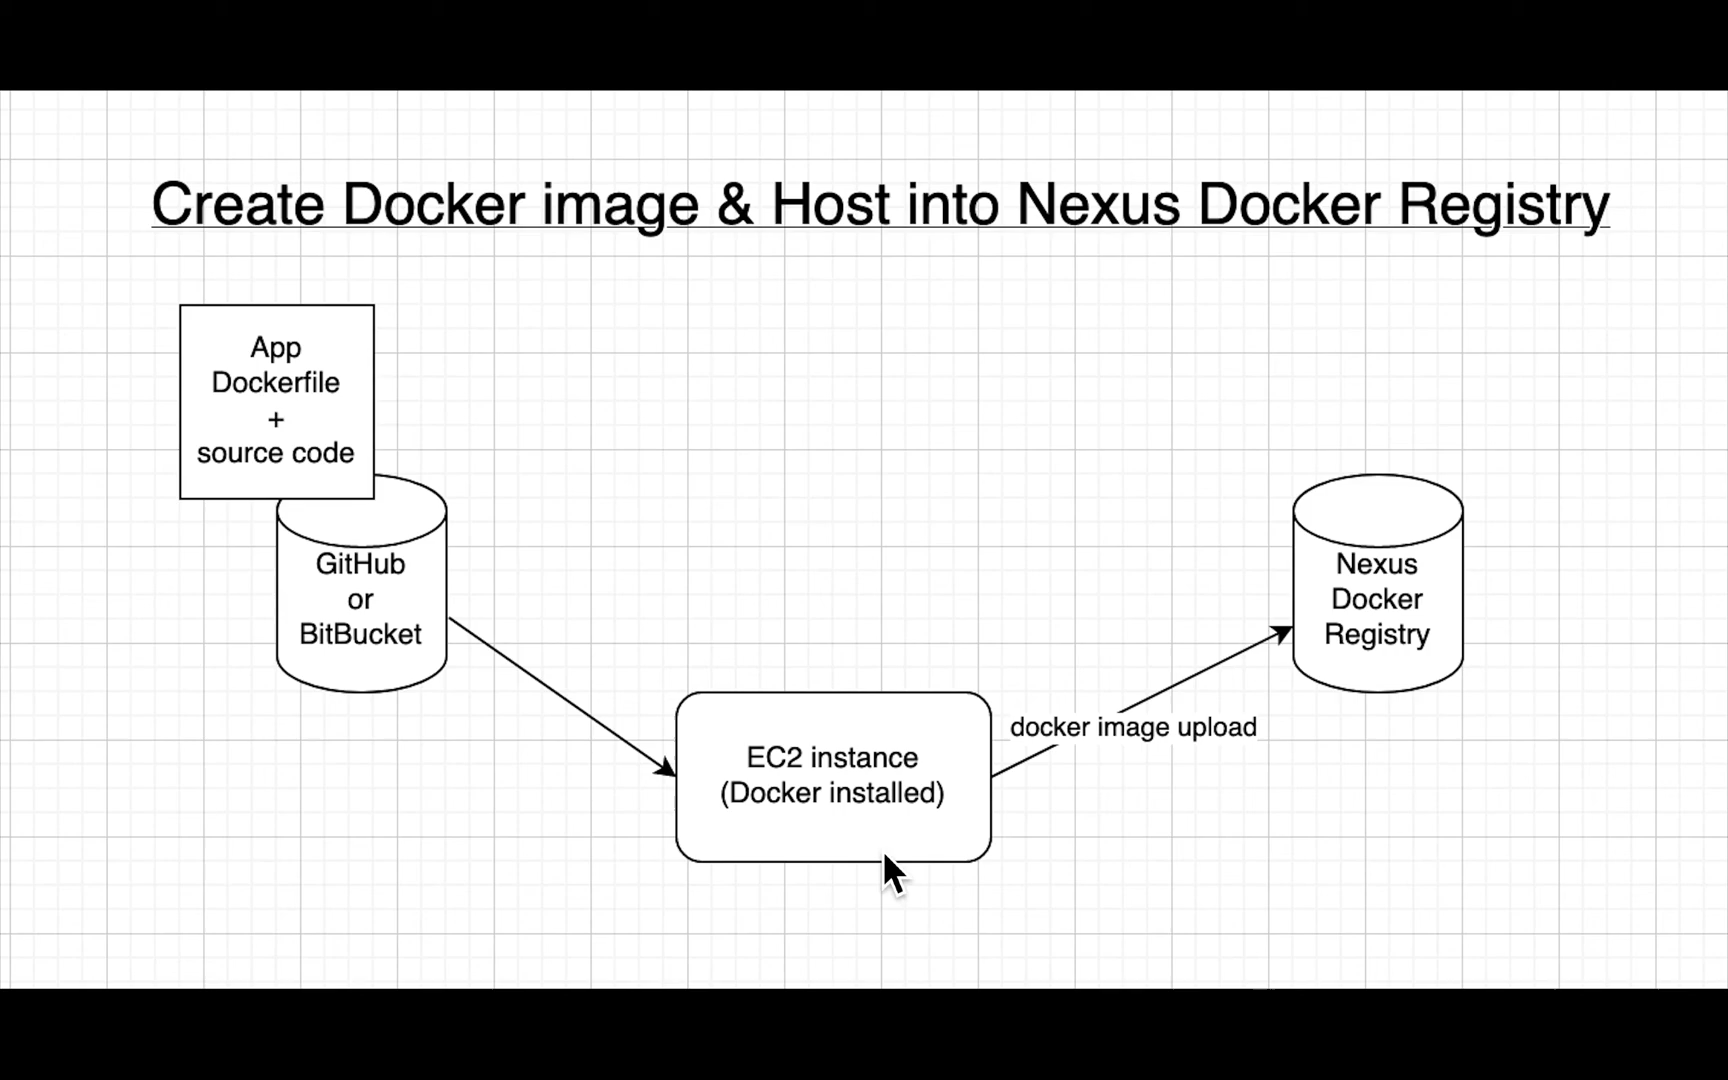 Create Docker image & Host into Nexus Docker Registry
App
Dockerfile
+
source code
GitHub
or
BitBucket
Nexus
Docker
Registry
docker image upload
EC2 instance
(Docker installed)